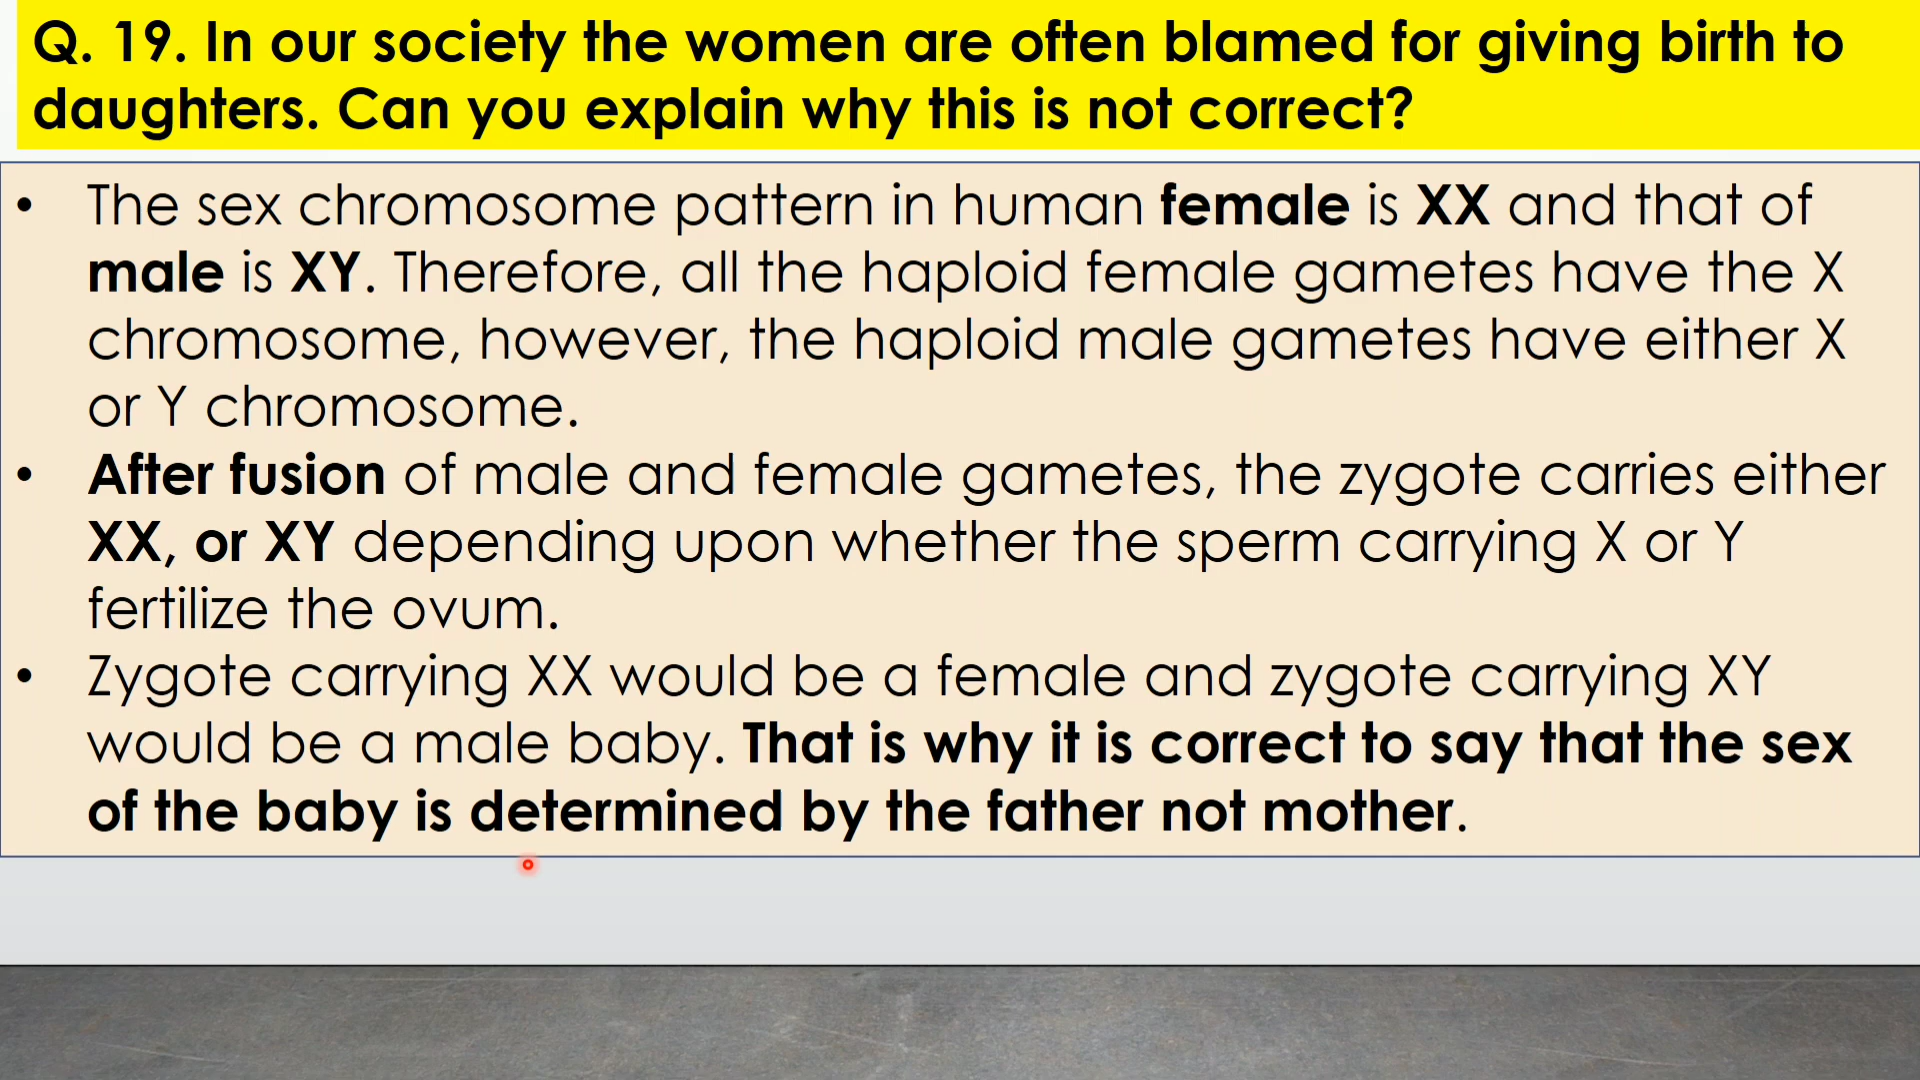 Q. 19. In our society the women are often blamed for giving birth to
daughters. Can you explain why this is not correct?
• The sex chromosome pattern in human female is XX and that of
male is XY. Therefore, all the haploid female gametes have the X
chromosome, however, the haploid male gametes have either X
or Y chromosome.
• After fusion of male and female gametes, the zygote carries either
XX, or XY depending upon whether the sperm carrying X or Y
fertilize the ovum.
• Zygote carrying XX would be a female and zygote carrying XY
would be a male baby. That is why it is correct to say that the sex
of the baby is determined by the father not mother.